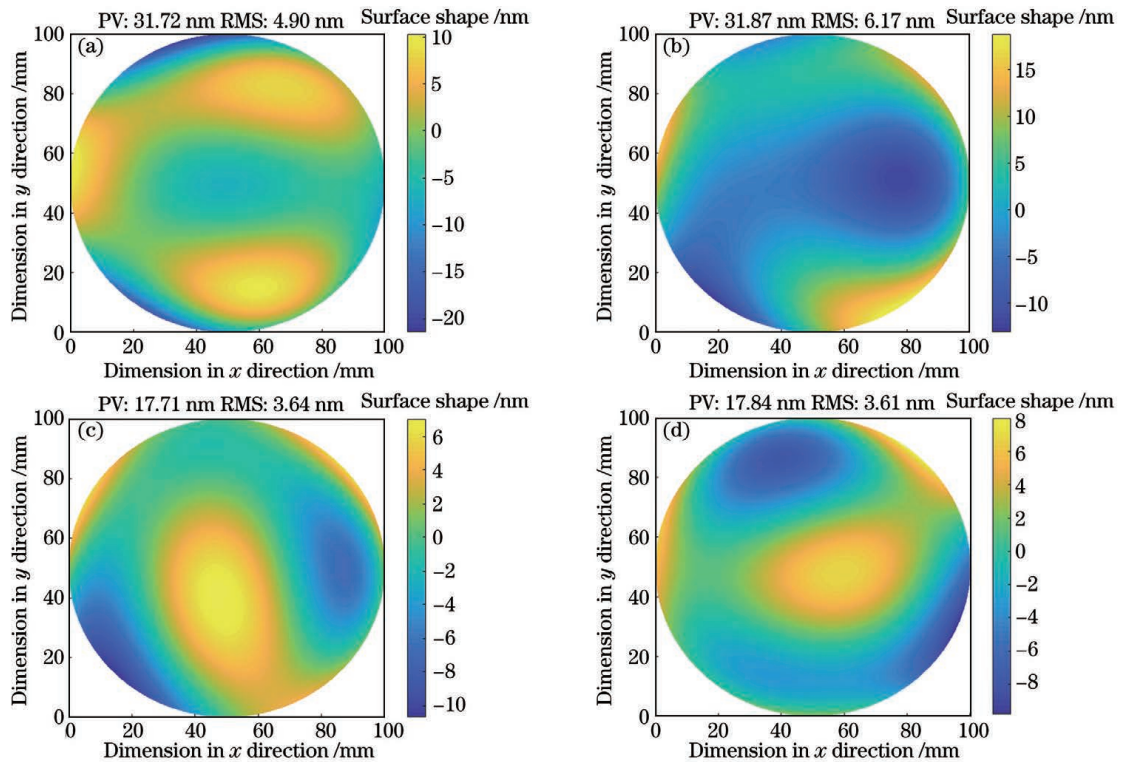 PV: 31.72 nm RMS: 4.90 nm Surface shape /nm
(a)
100
80
60
40
20
0
Dimension in y direction /mm
0 20 40 60 80 100
Dimension in x direction /mm
10
5
0
−5
−10
−15
−20
PV: 31.87 nm RMS: 6.17 nm Surface shape /nm
(b)
100
80
60
40
20
0
Dimension in y direction /mm
0 20 40 60 80 100
Dimension in x direction /mm
15
10
5
0
−5
−10
PV: 17.71 nm RMS: 3.64 nm Surface shape /nm
(c)
100
80
60
40
20
0
Dimension in y direction /mm
0 20 40 60 80 100
Dimension in x direction /mm
6
4
2
0
−2
−4
−6
−8
−10
PV: 17.84 nm RMS: 3.61 nm Surface shape /nm
(d)
100
80
60
40
20
0
Dimension in y direction /mm
0 20 40 60 80 100
Dimension in x direction /mm
8
6
4
2
0
−2
−4
−6
−8